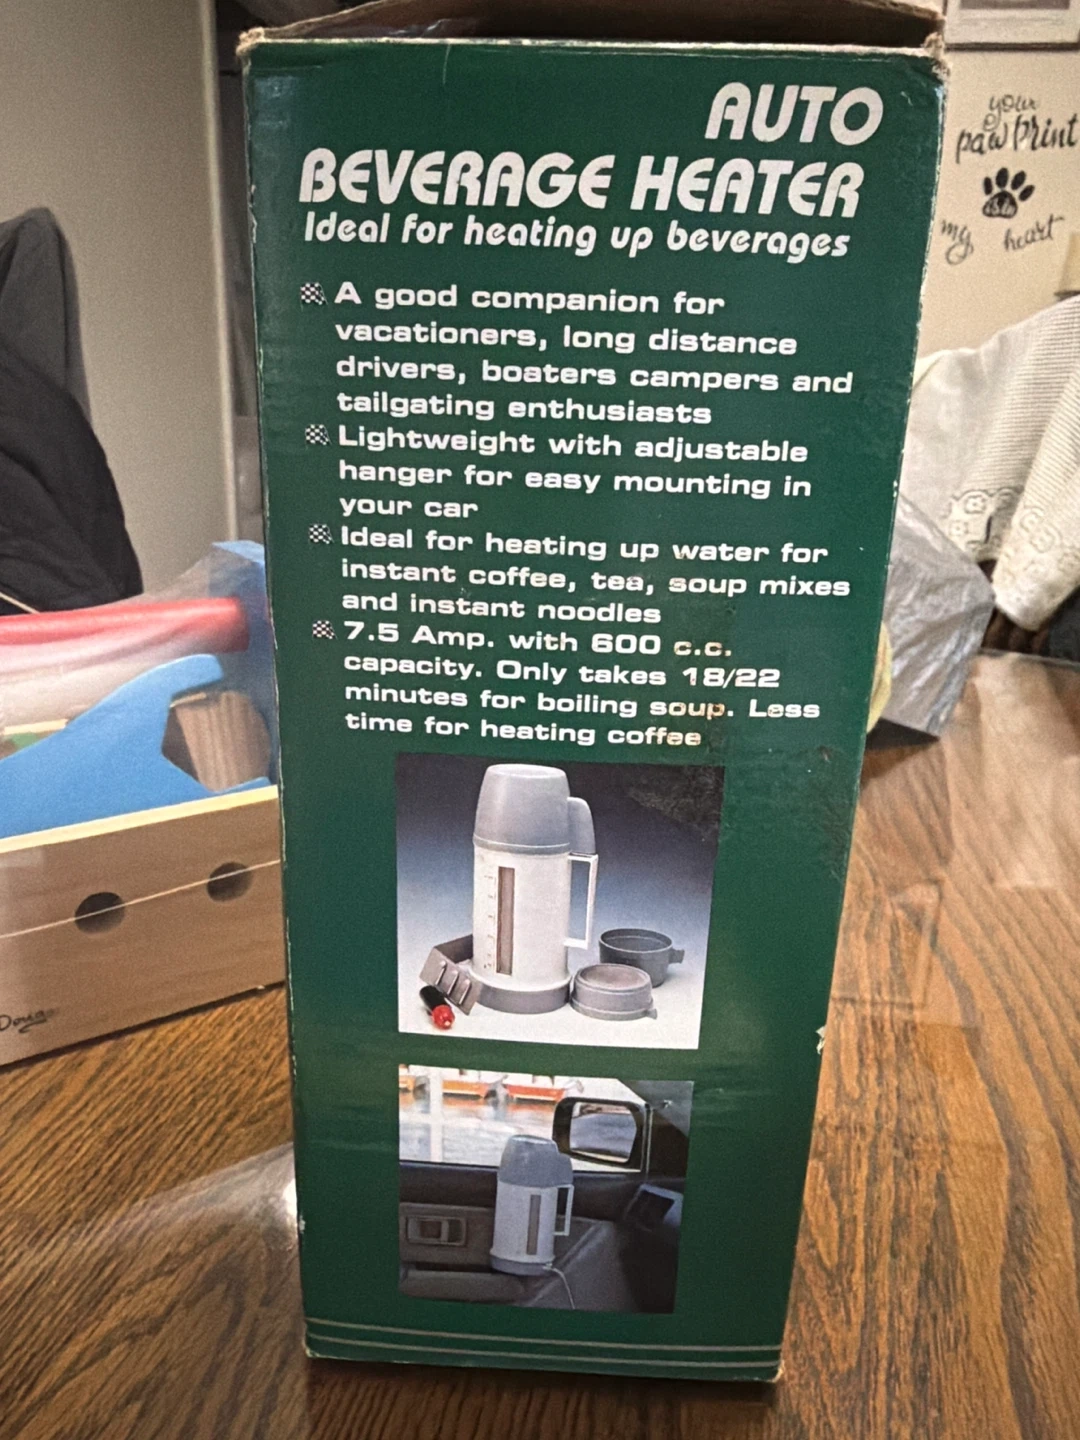 AUTO
BEVERAGE HEATER
Ideal for heating up beverages
A good companion for
vacationers, long distance
drivers, boaters campers and
tailgating enthusiasts
Lightweight with adjustable
hanger for easy mounting in
your car
Ideal for heating up water for
instant coffee, tea, soup mixes
and instant noodles
7.5 Amp. with 600 c.c.
capacity. Only takes 18/22
minutes for boiling soup. Less
time for heating coffee
your
paw print
is to
my heart